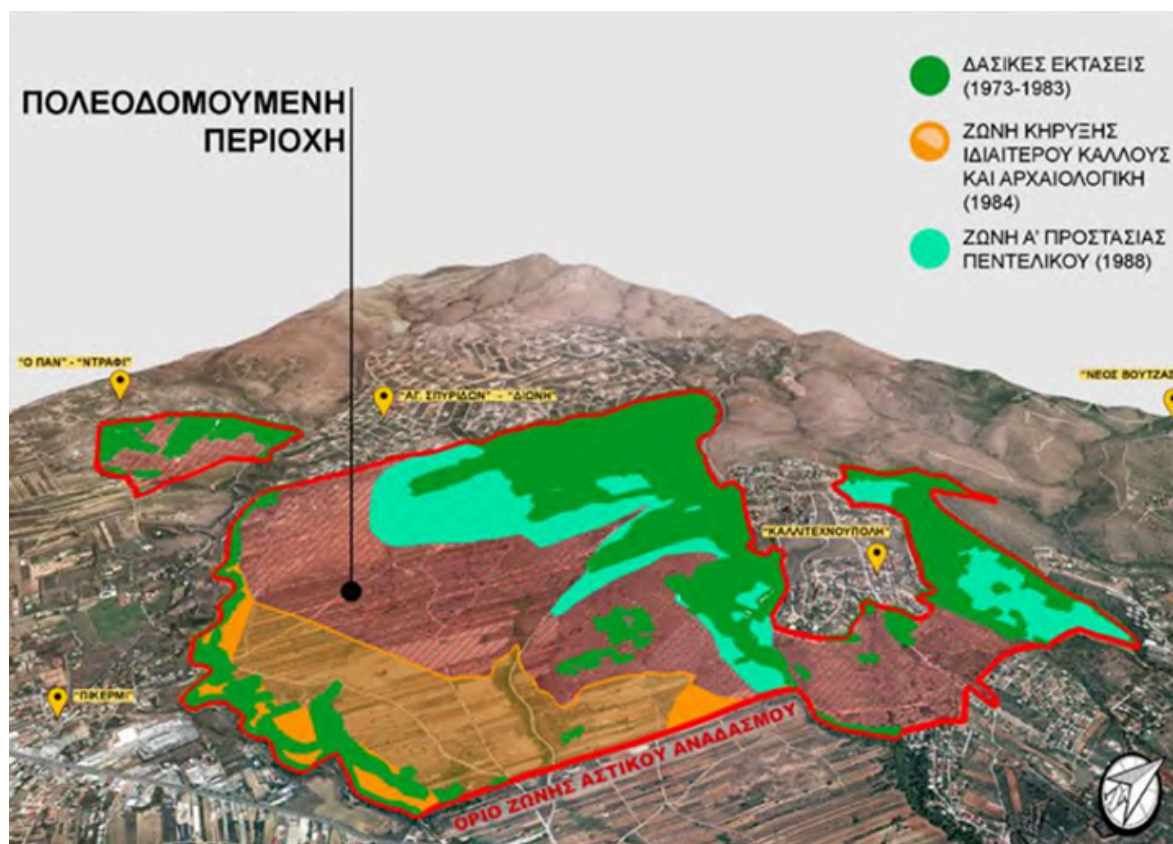 ΠΟΛΕΟΔΟΜΟΥΜΕΝΗ
ΠΕΡΙΟΧΗ
ΔΑΣΙΚΕΣ ΕΚΤΑΣΕΙΣ
(1973-1983)
ΖΩΝΗ ΚΗΡΥΞΗΣ
ΙΔΙΑΙΤΕΡΟΥ ΚΑΛΛΟΥΣ
ΚΑΙ ΑΡΧΑΙΟΛΟΓΙΚΗ
(1984)
ΖΩΝΗ Α' ΠΡΟΣΤΑΣΙΑΣ
ΠΕΝΤΕΛΙΚΟΥ (1988)
"Ο ΠΑΝ" - "ΝΤΡΑΦΙ"
"ΑΓ. ΣΠΥΡΙΔΩΝ" - "ΔΙΩΝΗ"
"ΝΕΟΣ ΒΟΥΤΖΑΣ
"ΚΑΛΛΙΤΕΧΝΟΥΠΟΛΗ"
"ΠΙΚΕΡΜΙ"
ΟΡΙΟ ΖΩΝΗΣ ΑΣΤΙΚΟΥ ΑΝΑΔΑΣΜΟΥ